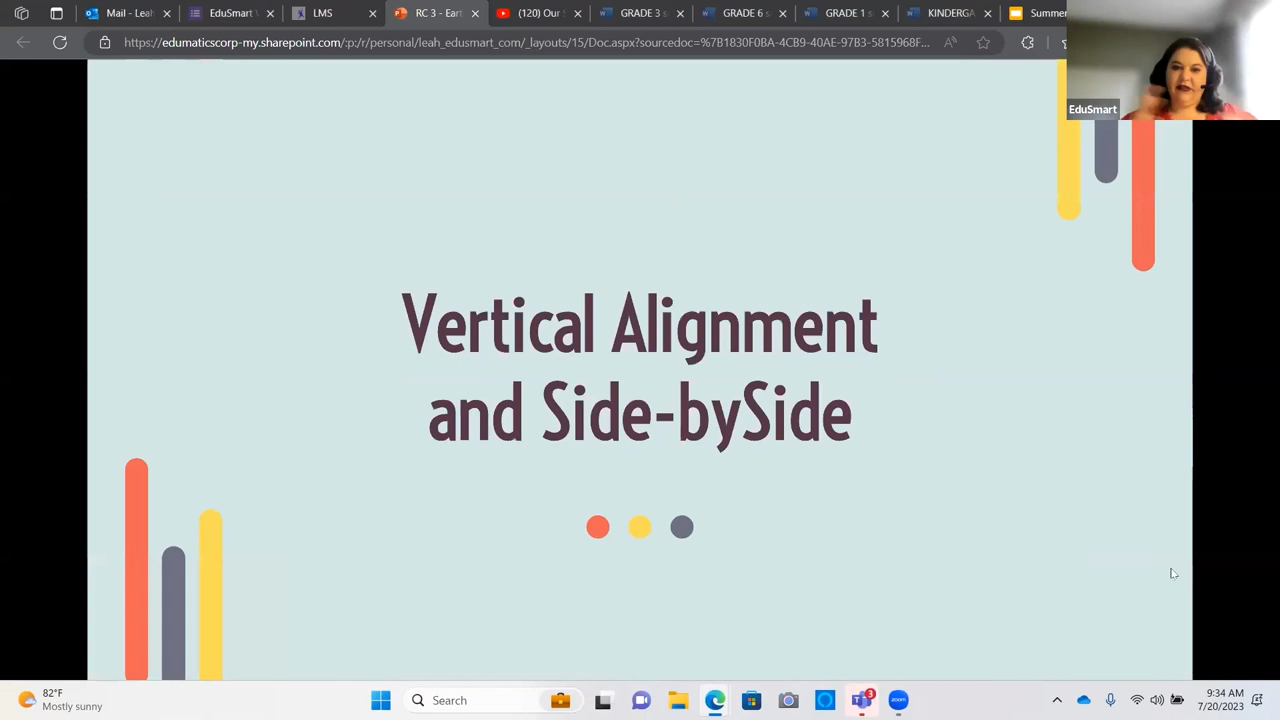 Mail - Leah
EduSmart
LMS
RC 3 - Eart
(120) Our
GRADE 3 s
GRADE 6 s
GRADE 1 s
KINDERGA
Summer
https://edumaticscorp-my.sharepoint.com/:p:/r/personal/leah_edusmart_com/_layouts/15/Doc.aspx?sourcedoc=%7B1830F0BA-4CB9-40AE-97B3-5815968F...
EduSmart
Vertical Alignment
and Side-bySide
82°F
Mostly sunny
Search
3
9:34 AM
7/20/2023